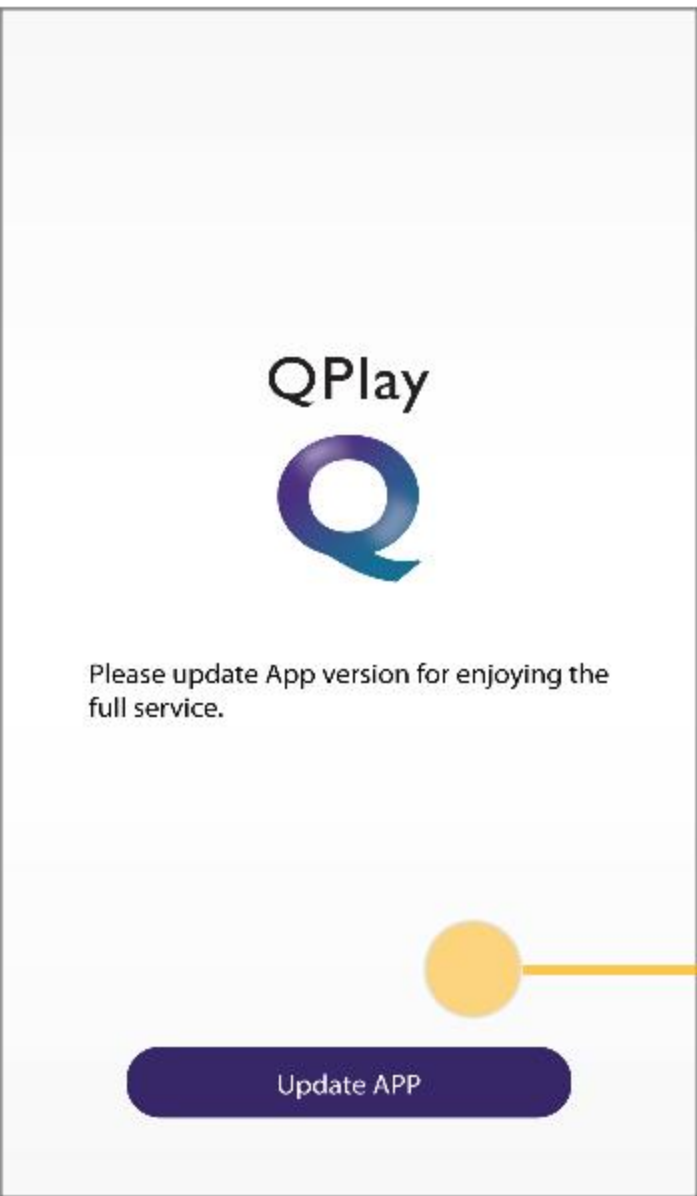 QPlay
Please update App version for enjoying the
full service.
Update APP